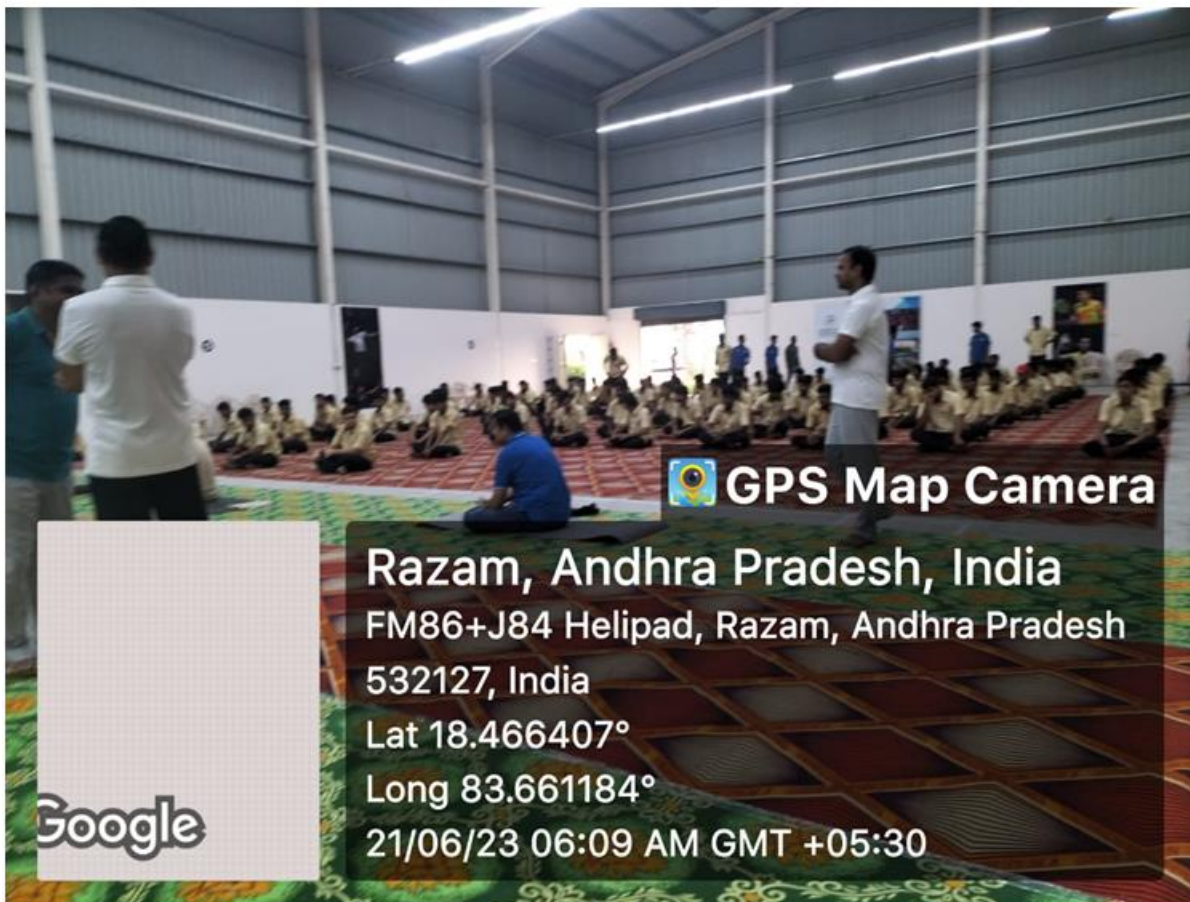 GPS Map Camera
Razam, Andhra Pradesh, India
FM86+J84 Helipad, Razam, Andhra Pradesh
532127, India
Lat 18.466407°
Long 83.661184°
21/06/23 06:09 AM GMT +05:30
Google